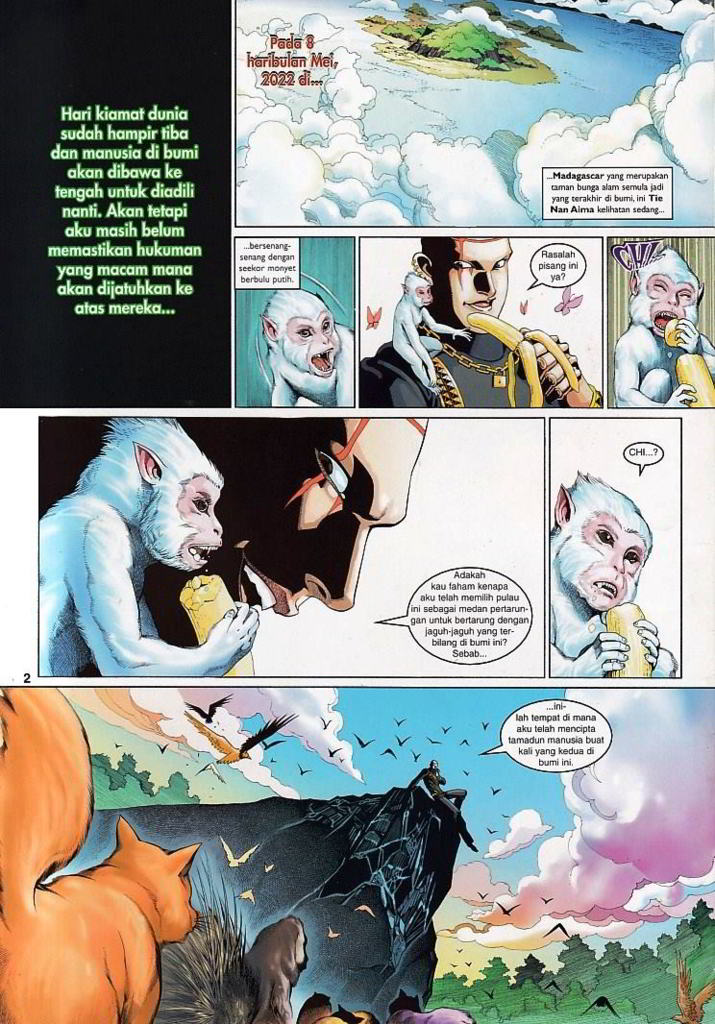 Hari kiamat dunia
sudah hampir tiba
dan manusia di bumi
akan dibawa ke
tengah untuk diadili
nanti. Akan tetapi
aku masih belum
memastikan hukuman
yang macam mana
akan dijatuhkan ke
atas mereka...
Pada 8
haribulan Mei,
2022 di...
...Madagascar yang merupakan
taman bunga alam semula jadi
yang terakhir di bumi, ini Tie
Nan Aima kelihatan sedang...
...bersenang-
senang dengan
seekor monyet
berbulu putih.
Rasalah
pisang ini
ya?
CHI..
Adakah
kau faham kenapa
aku telah memilih pulau
ini sebagai medan pertarung-
an untuk bertarung dengan
jaguh-jaguh yang ter-
bilang di bumi ini?
Sebab...
CHI...?
2
...ini-
lah tempat di mana
aku telah mencipta
tamadun manusia buat
kali yang kedua di
bumi ini.